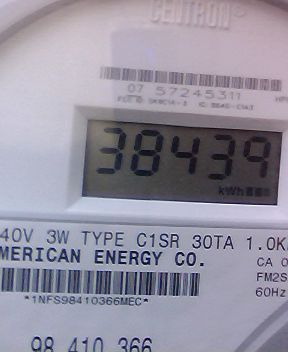 CENTRON®
07 57245311
38439
kWh
40V 3W TYPE C1SR 30TA 1.0K
MERICAN ENERGY CO.
CA 0
FM2S
60Hz
*1NFS98410366MEC*
98 410 366